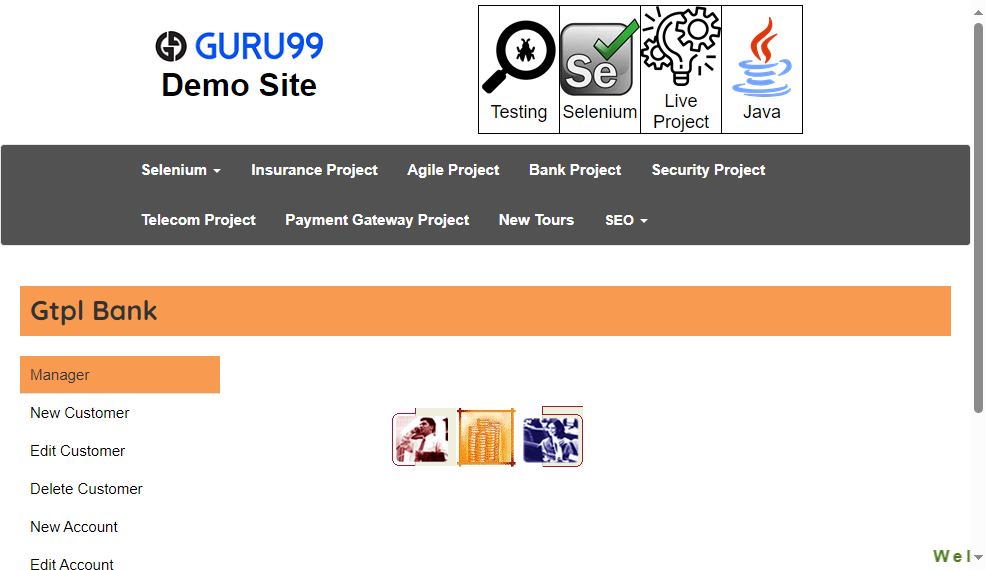 GURU99
Demo Site
Testing
Se
Selenium
Live
Project
Java
Selenium
Insurance Project
Agile Project
Bank Project
Security Project
Telecom Project
Payment Gateway Project
New Tours
SEO
Gtpl Bank
Manager
New Customer
Edit Customer
Delete Customer
New Account
Edit Account
Wel